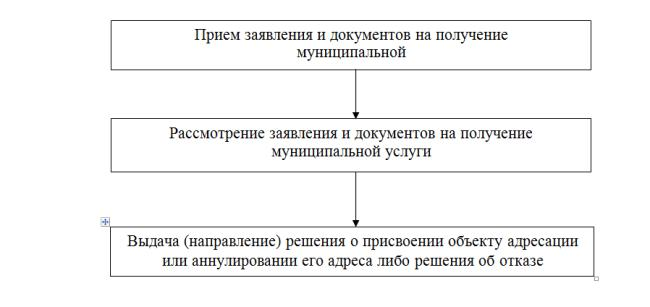 Прием заявления и документов на получение
муниципальной
Рассмотрение заявления и документов на получение
муниципальной услуги
Выдача (направление) решения о присвоении объекту адресации
или аннулировании его адреса либо решения об отказе